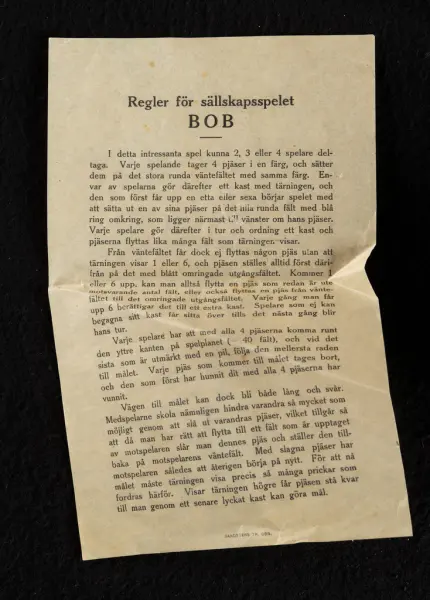 Regler för sällskapsspelet
BOB
I detta intressanta spel kunna 2, 3 eller 4 spelare del-
taga. Varje spelande tager 4 pjäser i en färg, och sätter
dem på det stora runda väntefältet med samma färg. En-
var av spelarna gör därefter ett kast med tärningen, och
den som först får upp en etta eller sexa börjar spelet med
att sätta ut en av sina pjäser på det lilla runda fält med blå
ring omkring, som ligger närmast t. vänster om hans pjäser.
Varje spelare gör därefter i tur och ordning ett kast och
pjäserna flyttas lika många fält som tärningen visar.
Från väntefältet får dock ej flyttas någon pjäs utan att
tärningen visar 1 eller 6, och pjäsen ställes alltid först däri-
från på det med blått omringade utgångsfältet. Kommer 1
eller 6 upp, kan man alltså flytta en pjäs som redan är ute
motsvarande antal fält, eller också flyttas en pjäs från vänte-
fältet till det omringade utgångsfältet. Varje gång man får
upp 6 berättigar det till ett extra kast. Spelare som ej kan
begagna sitt kast får sitta över tills det nästa gång blir
hans tur.
Varje spelare har att med alla 4 pjäserna komma runt
den yttre kanten på spelplanet (= 40 fält), och vid det
sista som är utmärkt med en pil, följa den mellersta raden
till målet. Varje pjäs som kommer till målet tages bort,
och den som först har hunnit dit med alla 4 pjäserna har
vunnit.
Vägen till målet kan dock bli både lång och svår.
Medspelarne skola nämligen hindra varandra så mycket som
möjligt genom att slå ut varandras pjäser, vilket tillgår så
att då man har rätt att flytta till ett fält som är upptaget
av motspelaren slår man dennes pjäs och ställer den till-
baka på motspelarens väntefält. Med slagna pjäser har
motspelaren således att återigen börja på nytt. För att nå
målet måste tärningen visa precis så många prickar som
fordras härför. Visar tärningen högre får pjäsen stå kvar
till man genom ett senare lyckat kast kan göra mål.